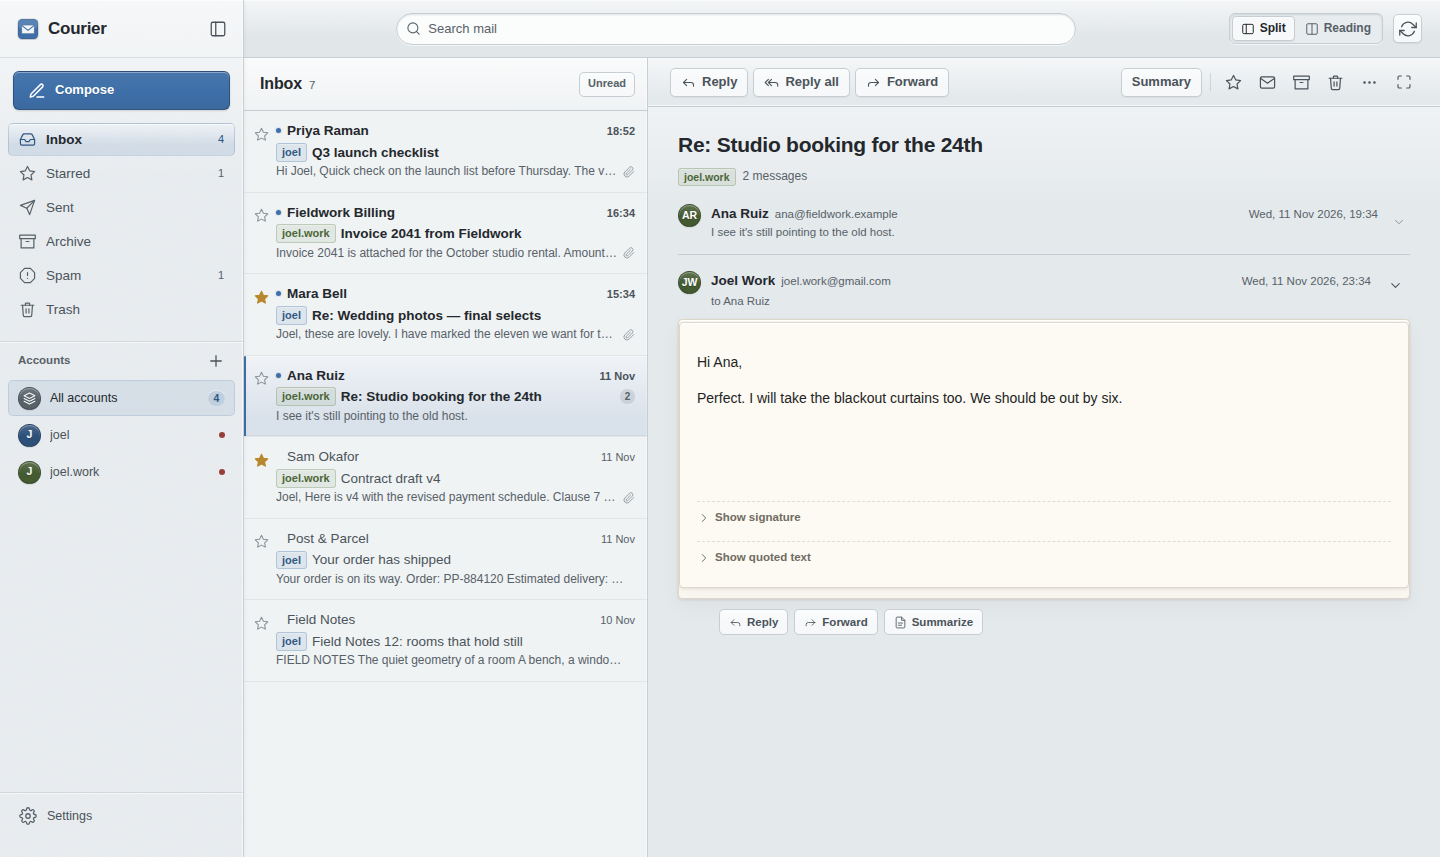 Courier
Search mail
Split
Reading
Compose
Inbox 4
Starred 1
Sent
Archive
Spam 1
Trash
Accounts
All accounts 4
J joel
J joel.work
Settings
Inbox 7
Unread
Priya Raman 18:52
joel Q3 launch checklist
Hi Joel, Quick check on the launch list before Thursday. The v…
Fieldwork Billing 16:34
joel.work Invoice 2041 from Fieldwork
Invoice 2041 is attached for the October studio rental. Amount…
Mara Bell 15:34
joel Re: Wedding photos — final selects
Joel, these are lovely. I have marked the eleven we want for t…
Ana Ruiz 11 Nov
joel.work Re: Studio booking for the 24th 2
I see it's still pointing to the old host.
Sam Okafor 11 Nov
joel.work Contract draft v4
Joel, Here is v4 with the revised payment schedule. Clause 7 …
Post & Parcel 11 Nov
joel Your order has shipped
Your order is on its way. Order: PP-884120 Estimated delivery: …
Field Notes 10 Nov
joel Field Notes 12: rooms that hold still
FIELD NOTES The quiet geometry of a room A bench, a windo…
Reply
Reply all
Forward
Summary
Re: Studio booking for the 24th
joel.work 2 messages
AR Ana Ruiz ana@fieldwork.example Wed, 11 Nov 2026, 19:34
I see it's still pointing to the old host.
JW Joel Work joel.work@gmail.com Wed, 11 Nov 2026, 23:34
to Ana Ruiz
Hi Ana,
Perfect. I will take the blackout curtains too. We should be out by six.
Show signature
Show quoted text
Reply
Forward
Summarize